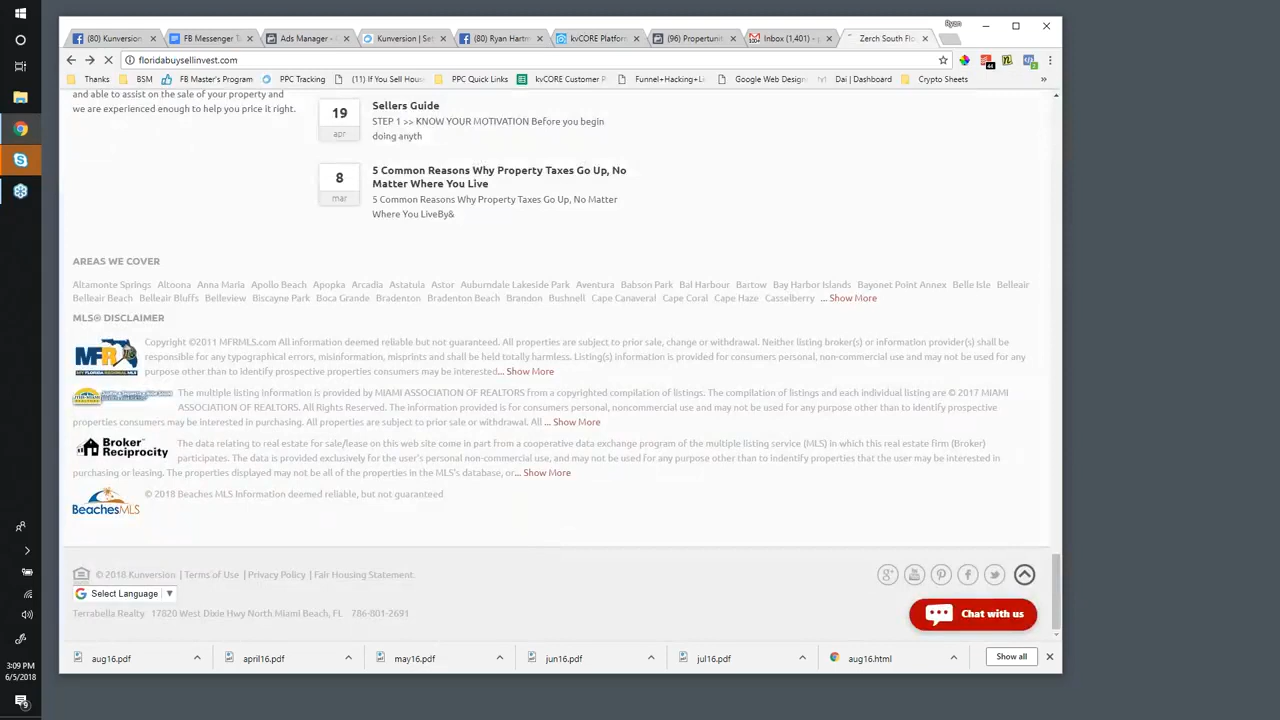 Ryan
(80) Kunversion
FB Messenger Ta
Ads Manager -
Kunversion | Set
(80) Ryan Hartm
kvCORE Platfor
(96) Propertunit
Inbox (1,401) - y
Zerch South Flo
floridabuysellinvest.com
Thanks
BSM
FB Master's Program
PPC Tracking
(11) If You Sell Hous
PPC Quick Links
kvCORE Customer P
Funnel+Hacking+Li
Google Web Design
Dai | Dashboard
Crypto Sheets
»
and able to assist on the sale of your property and
we are experienced enough to help you price it right.
19
apr
Sellers Guide
STEP 1 >> KNOW YOUR MOTIVATION Before you begin
doing anyth
8
mar
5 Common Reasons Why Property Taxes Go Up, No
Matter Where You Live
5 Common Reasons Why Property Taxes Go Up, No Matter
Where You LiveBy&
AREAS WE COVER
Altamonte Springs Altoona Anna Maria Apollo Beach Apopka Arcadia Astatula Astor Auburndale Lakeside Park Aventura Babson Park Bal Harbour Bartow Bay Harbor Islands Bayonet Point Annex Belle Isle Belleair
Belleair Beach Belleair Bluffs Belleview Biscayne Park Boca Grande Bradenton Bradenton Beach Brandon Bushnell Cape Canaveral Cape Coral Cape Haze Casselberry ... Show More
MLS® DISCLAIMER
MFR
MY FLORIDA REGIONAL MLS
Copyright ©2011 MFRMLS.com All information deemed reliable but not guaranteed. All properties are subject to prior sale, change or withdrawal. Neither listing broker(s) or information provider(s) shall be
responsible for any typographical errors, misinformation, misprints and shall be held totally harmless. Listing(s) information is provided for consumers personal, non-commercial use and may not be used for any
purpose other than to identify prospective properties consumers may be interested... Show More
The multiple listing information is provided by MIAMI ASSOCIATION OF REALTORS from a copyrighted compilation of listings. The compilation of listings and each individual listing are © 2017 MIAMI
ASSOCIATION OF REALTORS. All Rights Reserved. The information provided is for consumers personal, noncommercial use and may not be used for any purpose other than to identify prospective
properties consumers may be interested in purchasing. All properties are subject to prior sale or withdrawal. All ... Show More
Broker
Reciprocity
The data relating to real estate for sale/lease on this web site come in part from a cooperative data exchange program of the multiple listing service (MLS) in which this real estate firm (Broker)
participates. The data is provided exclusively for the user's personal non-commercial use, and may not be used for any purpose other than to indentify properties that the user may be interested in
purchasing or leasing. The properties displayed may not be all of the properties in the MLS's database, or... Show More
BeachesMLS
© 2018 Beaches MLS Information deemed reliable, but not guaranteed
© 2018 Kunversion | Terms of Use | Privacy Policy | Fair Housing Statement.
G Select Language ▼
Terrabella Realty 17820 West Dixie Hwy North Miami Beach, FL 786-801-2691
Chat with us
aug16.pdf
april16.pdf
may16.pdf
jun16.pdf
jul16.pdf
aug16.html
Show all
3:09 PM
6/5/2018